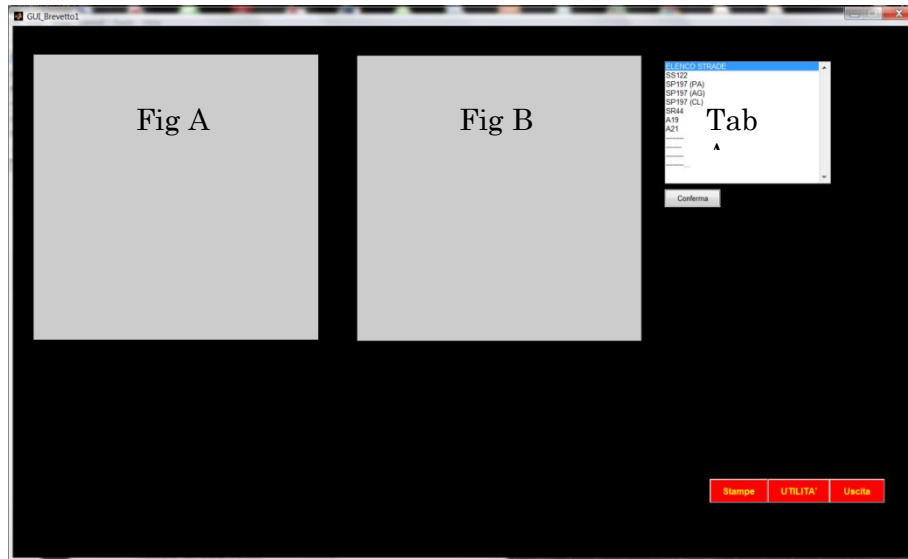 GUI_Brevetto1
Fig A
Fig B
ELENCO STRADE
SS122
SP197 (PA)
SP197 (AG)
SP197 (CL)
SR44
A19
A21
--------
-------
--------
--------...
Tab
Conferma
Stampe
UTILITA'
Uscita